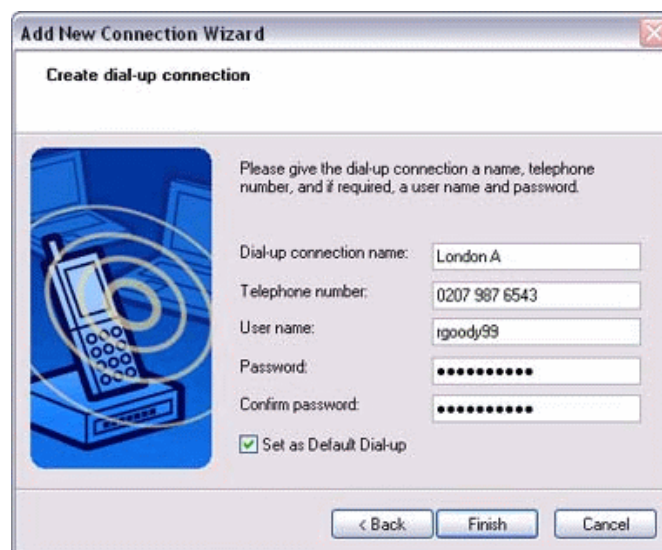 Add New Connection Wizard
Create dial-up connection
Please give the dial-up connection a name, telephone
number, and if required, a user name and password.
Dial-up connection name: London A
Telephone number: 0207 987 6543
User name: rgoody99
Password: ●●●●●●●●●●
Confirm password: ●●●●●●●●●●
Set as Default Dial-up
< Back Finish Cancel